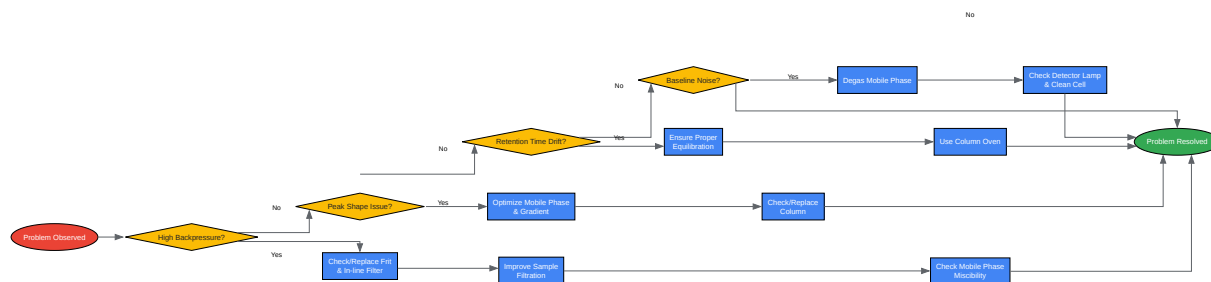 No
Baseline Noise?
Yes
Degas Mobile Phase
Check Detector Lamp
& Clean Cell
No
Retention Time Drift?
Yes
Ensure Proper
Equilibration
Use Column Oven
Problem Resolved
No
Peak Shape Issue?
Yes
Optimize Mobile Phase
& Gradient
Check/Replace
Column
No
Problem Observed
High Backpressure?
Yes
Check/Replace Frit
& In-line Filter
Improve Sample
Filtration
Check Mobile Phase
Miscibility
No